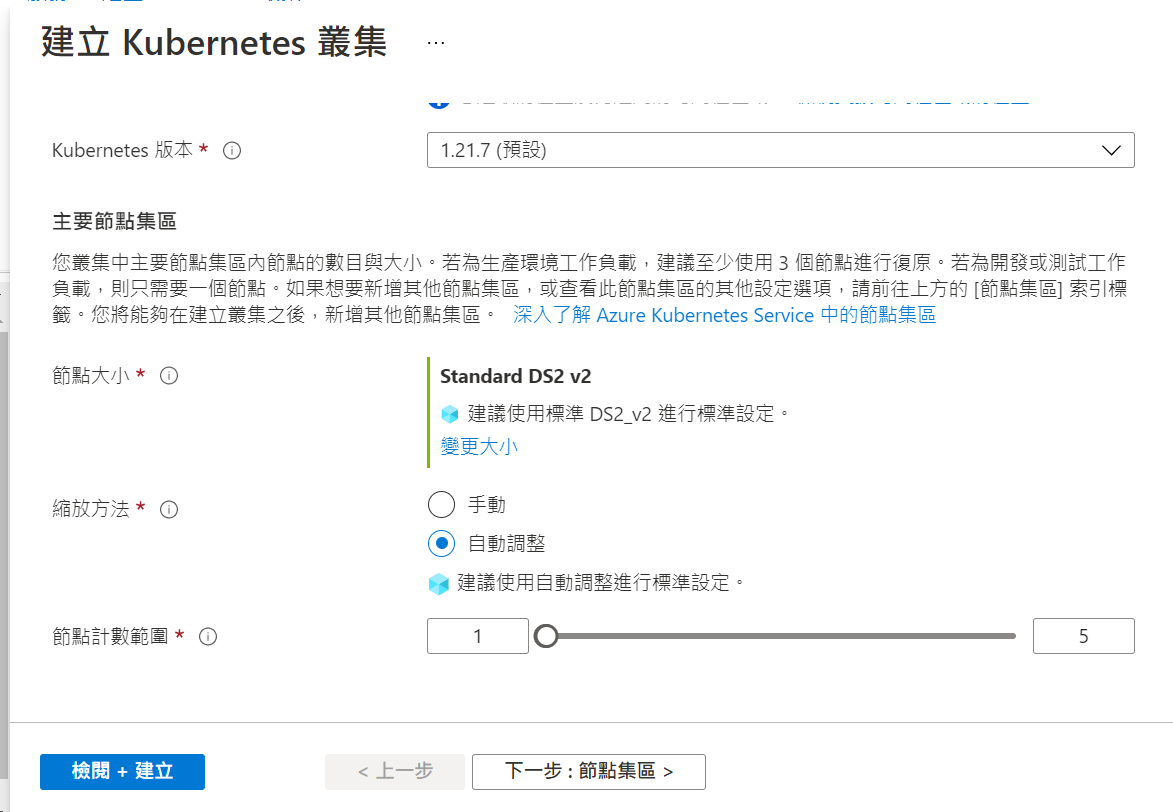 建立 Kubernetes 叢集
...
Kubernetes 版本 *
1.21.7 (預設)
主要節點集區
您叢集中主要節點集區內節點的數目與大小。若為生產環境工作負載，建議至少使用 3 個節點進行復原。若為開發或測試工作
負載，則只需要一個節點。如果想要新增其他節點集區，或查看此節點集區的其他設定選項，請前往上方的 [節點集區] 索引標
籤。您將能夠在建立叢集之後，新增其他節點集區。 深入了解 Azure Kubernetes Service 中的節點集區
節點大小 *
Standard DS2 v2
建議使用標準 DS2_v2 進行標準設定。
變更大小
縮放方法 *
手動
自動調整
建議使用自動調整進行標準設定。
節點計數範圍 *
1
5
檢閱 + 建立
< 上一步
下一步 : 節點集區 >